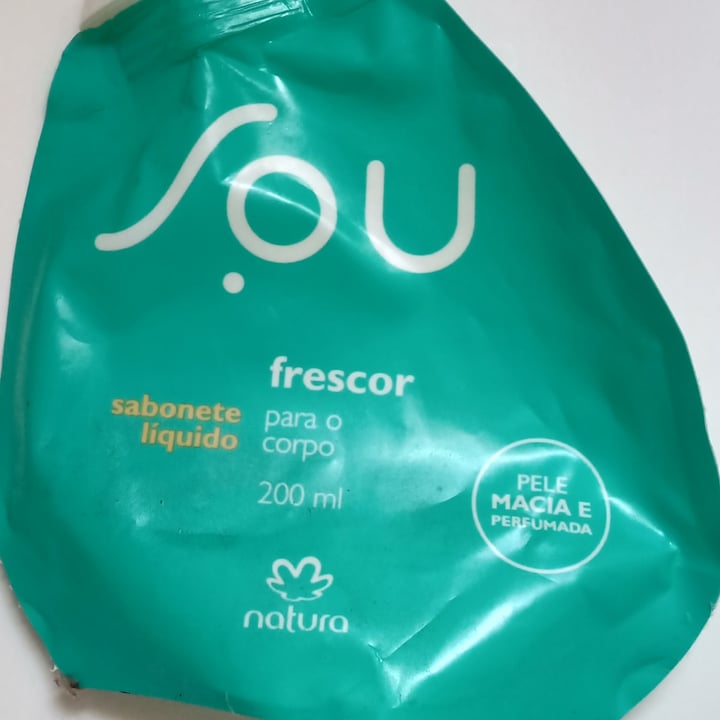 sou
frescor
sabonete
líquido
para o
corpo
200 ml
PELE
MACIA E
PERFUMADA
natura